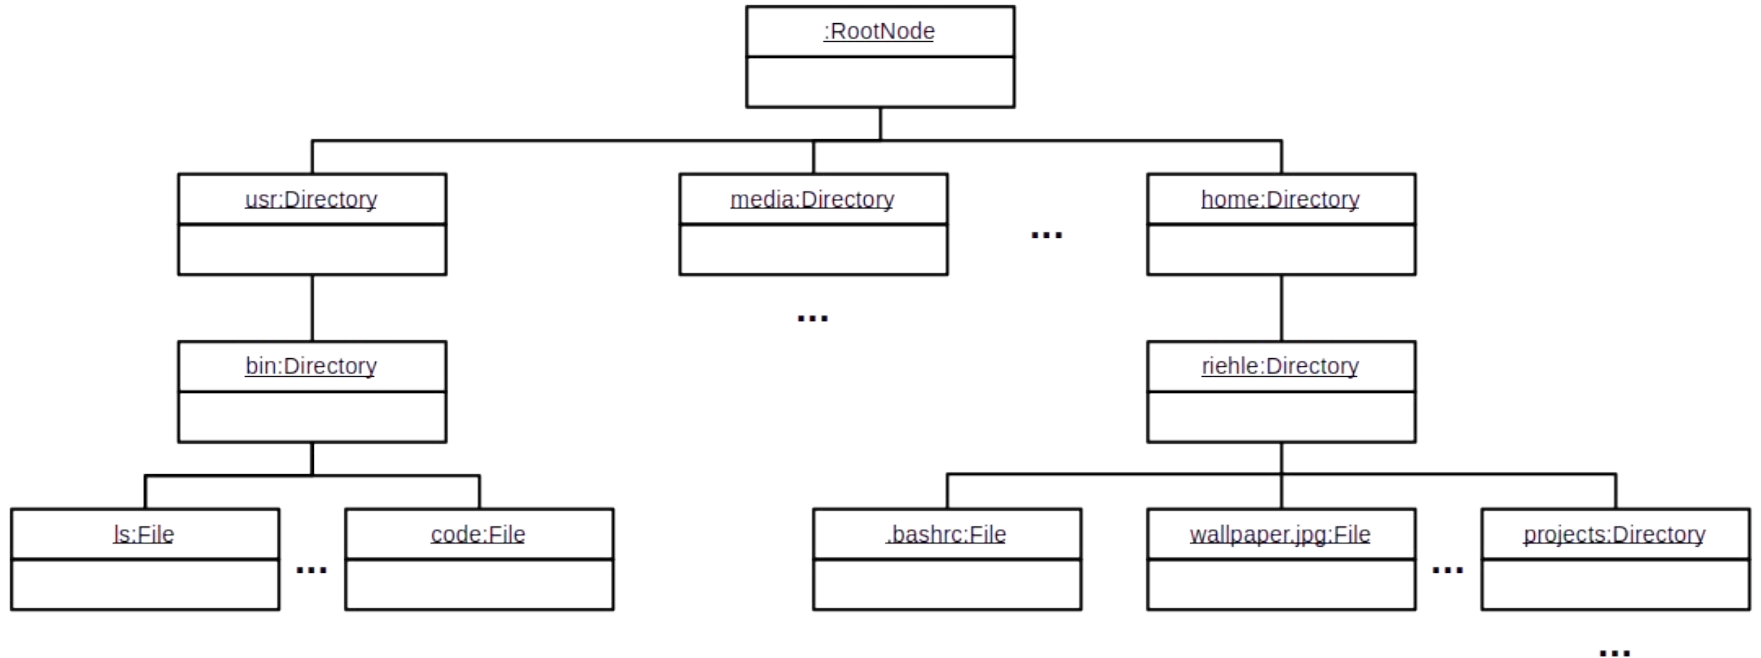 :RootNode
usr:Directory
media:Directory
...
home:Directory
...
bin:Directory
riehle:Directory
ls:File
...
code:File
.bashrc:File
wallpaper.jpg:File
...
projects:Directory
...